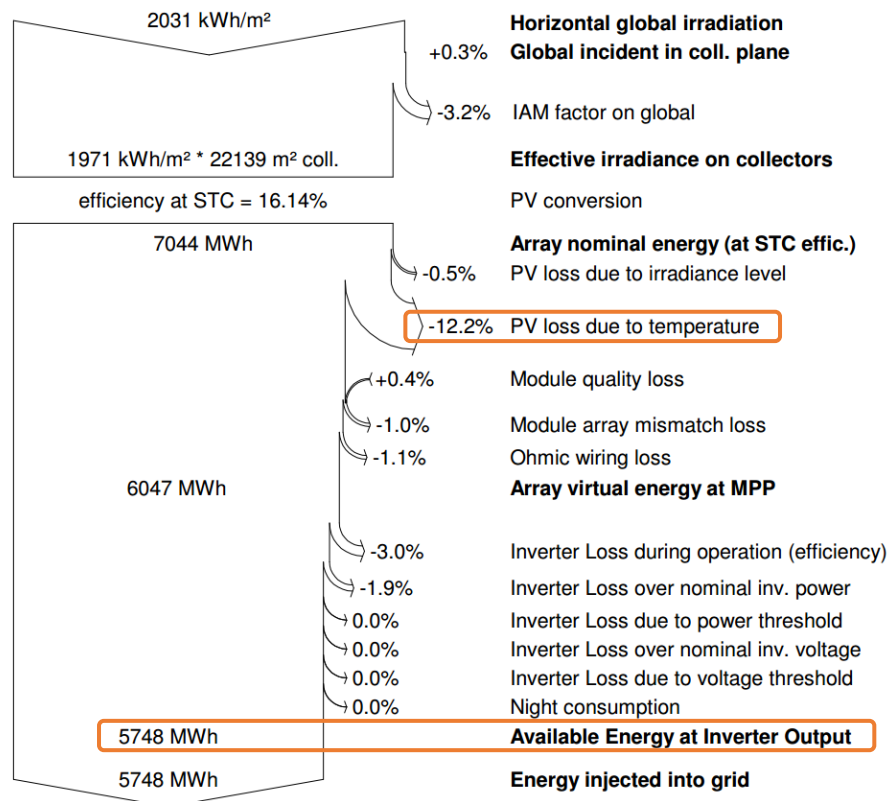 2031 kWh/m² Horizontal global irradiation
+0.3% Global incident in coll. plane
-3.2% IAM factor on global
1971 kWh/m² * 22139 m² coll. Effective irradiance on collectors
efficiency at STC = 16.14% PV conversion
7044 MWh Array nominal energy (at STC effic.)
-0.5% PV loss due to irradiance level
-12.2% PV loss due to temperature
+0.4% Module quality loss
-1.0% Module array mismatch loss
-1.1% Ohmic wiring loss
6047 MWh Array virtual energy at MPP
-3.0% Inverter Loss during operation (efficiency)
-1.9% Inverter Loss over nominal inv. power
0.0% Inverter Loss due to power threshold
0.0% Inverter Loss over nominal inv. voltage
0.0% Inverter Loss due to voltage threshold
0.0% Night consumption
5748 MWh Available Energy at Inverter Output
5748 MWh Energy injected into grid